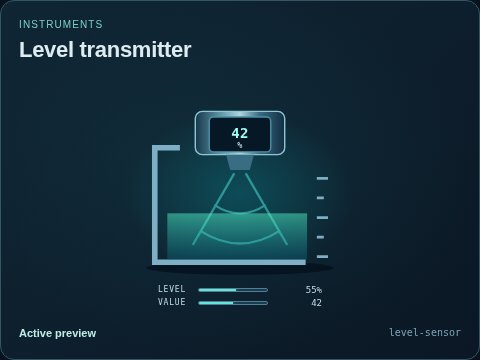 INSTRUMENTS
Level transmitter
42
%
LEVEL 55%
VALUE 42
Active preview level-sensor